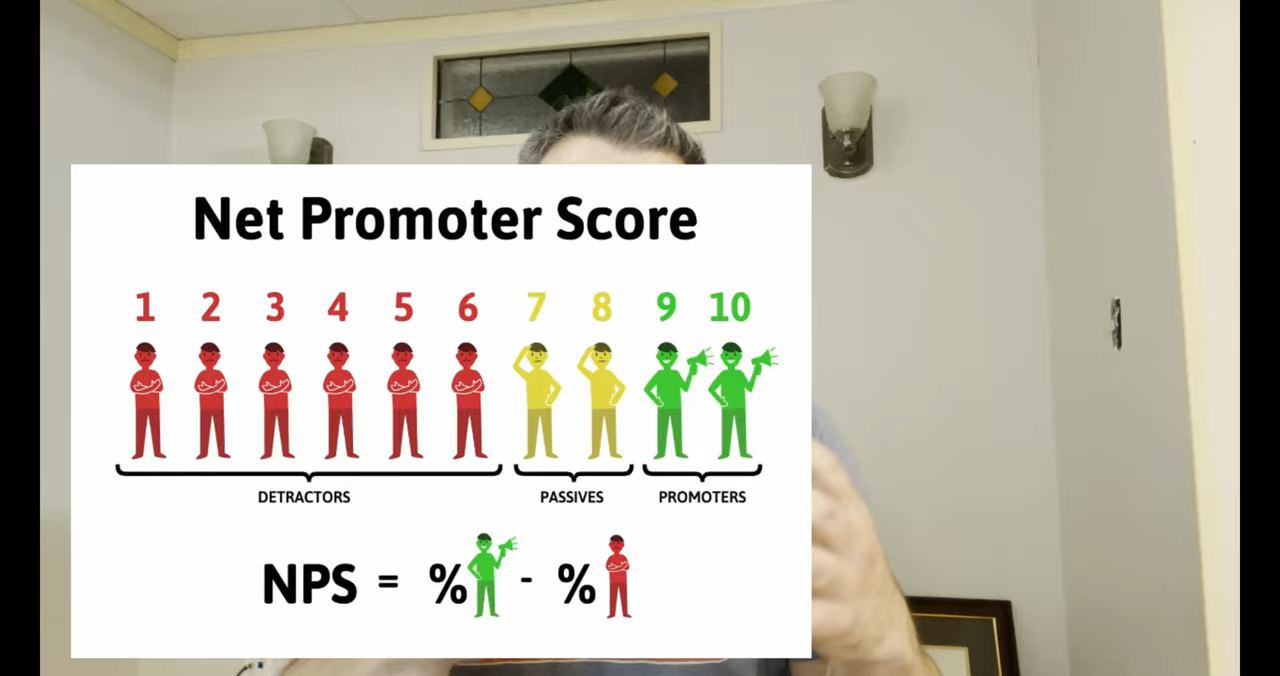 Net Promoter Score
1 2 3 4 5 6 7 8 9 10
DETRACTORS PASSIVES PROMOTERS
NPS = % - %